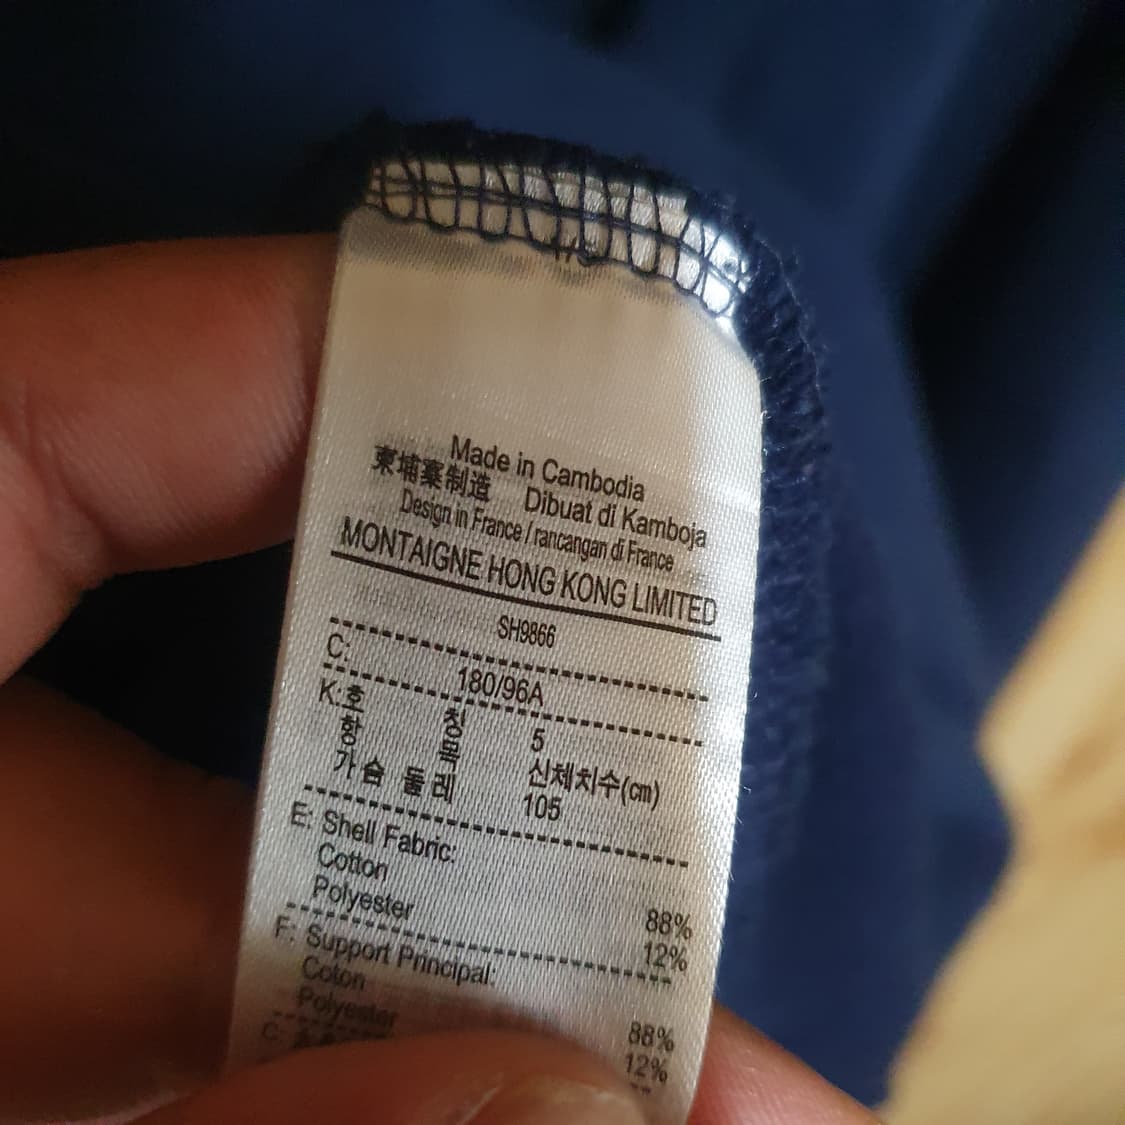 Made in Cambodia
柬埔寨制造 Dibuat di Kamboja
Design in France / rancangan di France
MONTAIGNE HONG KONG LIMITED
SH9866
C: 180/96A
K:호 칭 5
항 목 신체치수(cm)
가슴 둘레 105
E: Shell Fabric:
Cotton 88%
Polyester 12%
F: Support Principal:
Coton 88%
Polyester 12%
C: